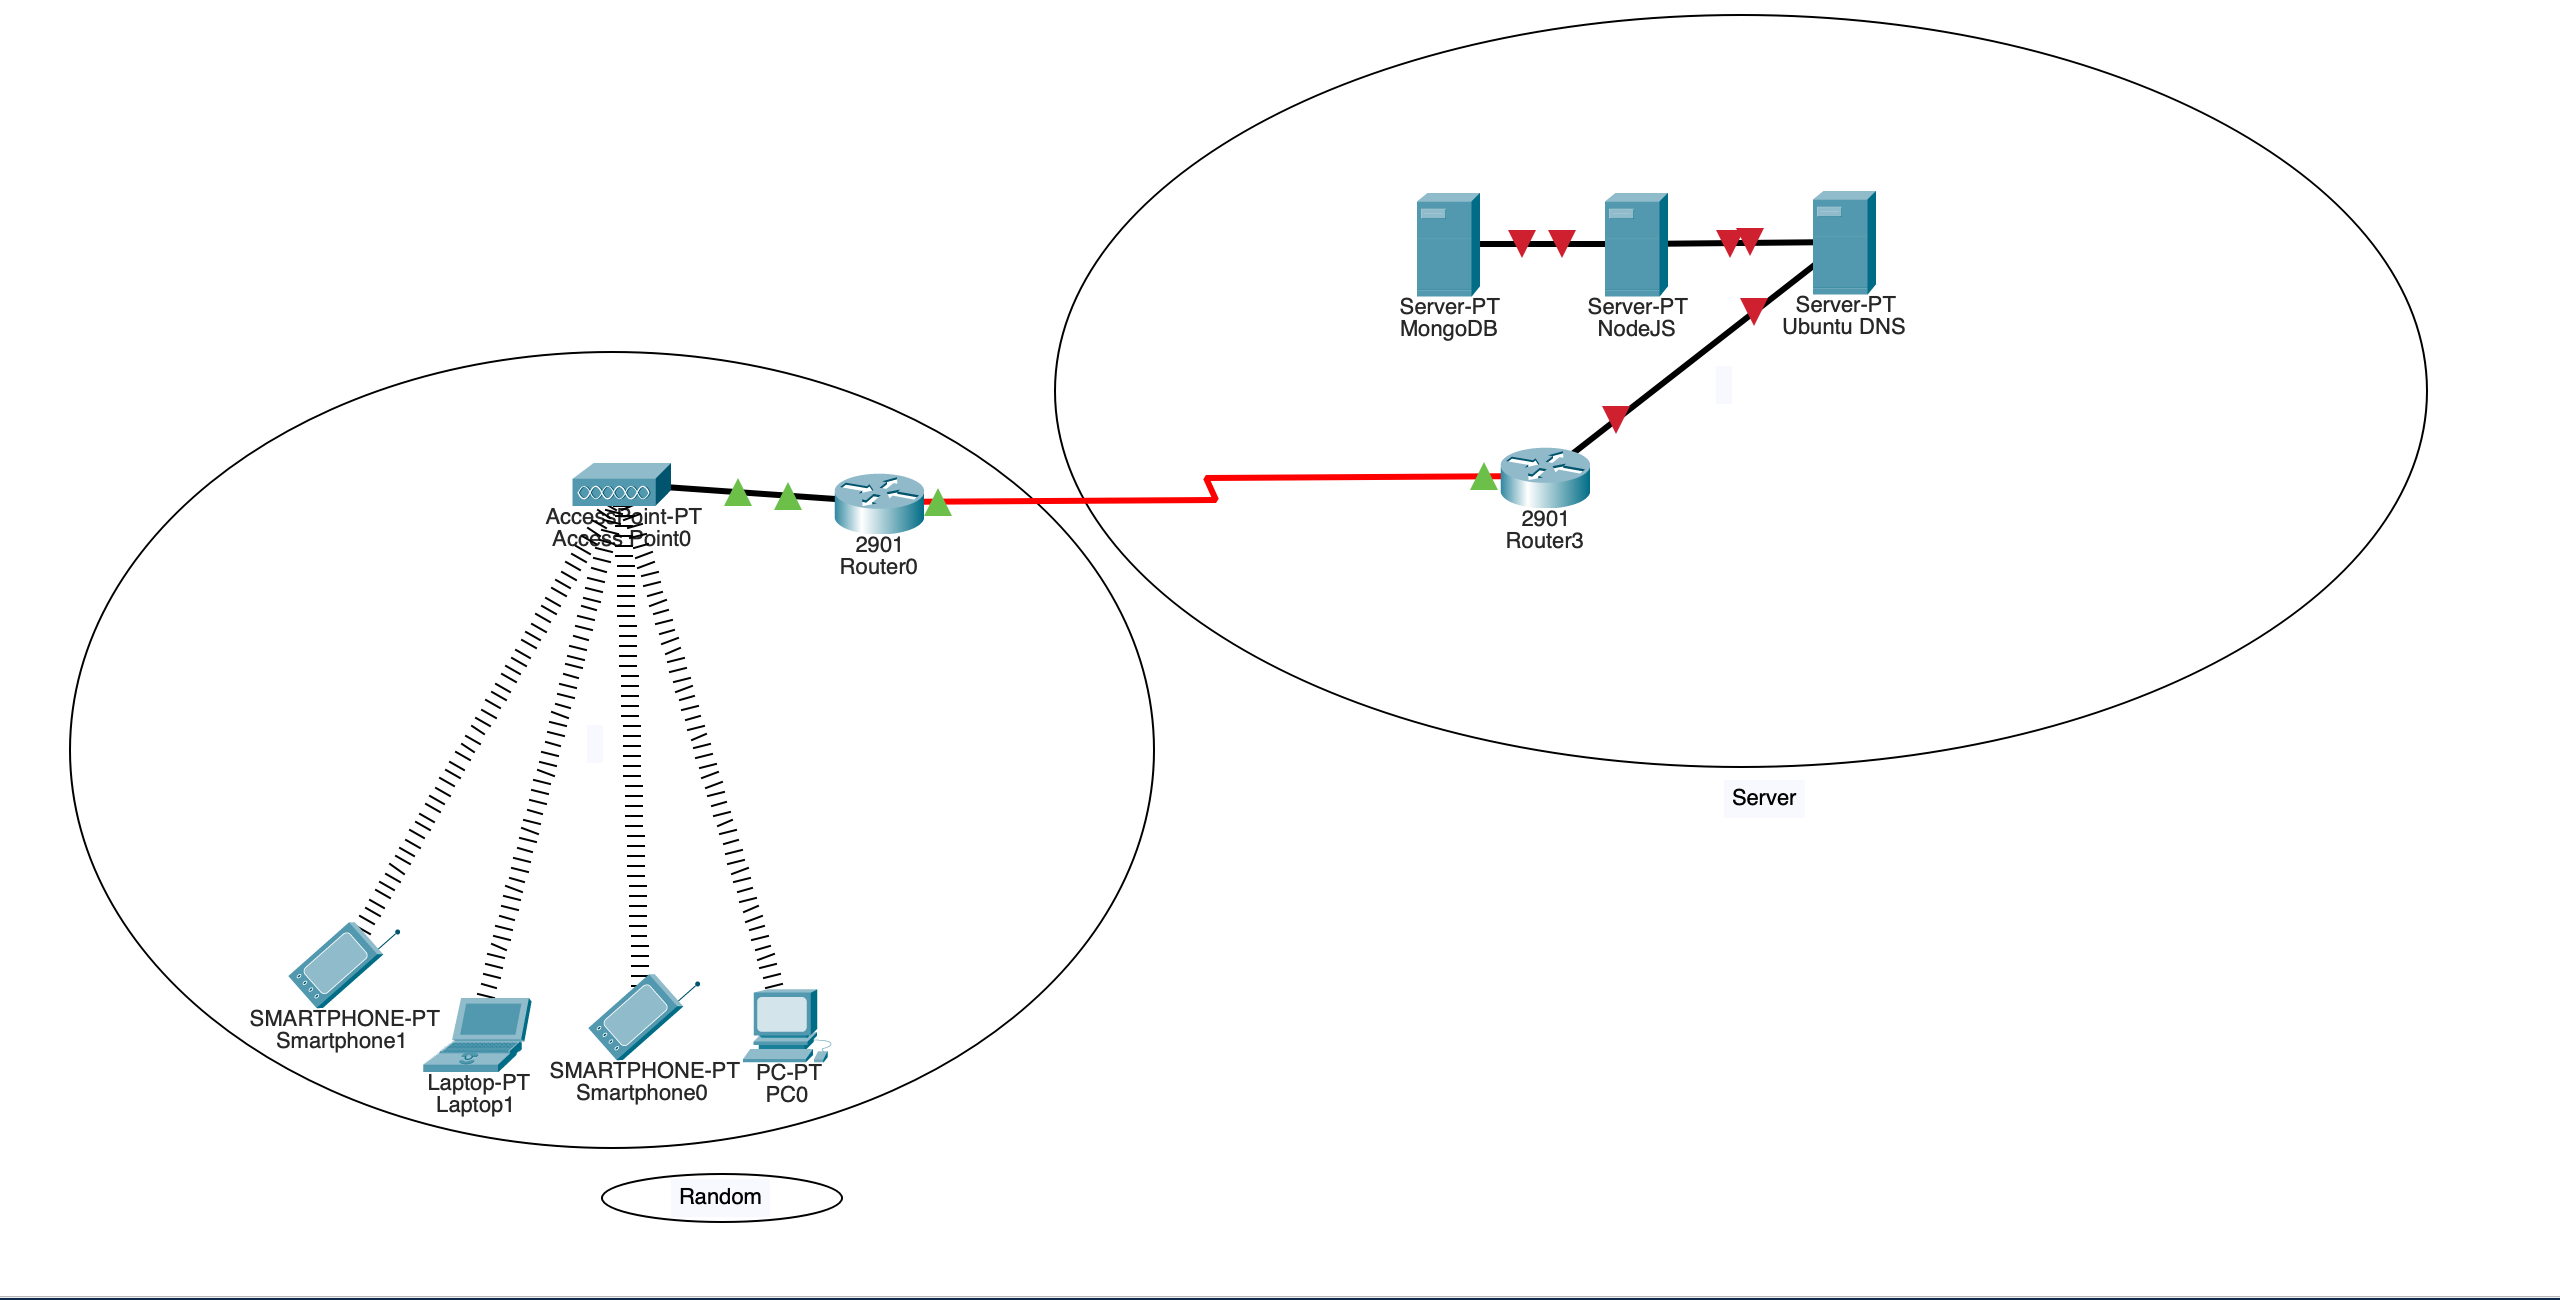 Server-PT
MongoDB
Server-PT
NodeJS
Server-PT
Ubuntu DNS
AccessPoint-PT
Access Point0
2901
Router0
2901
Router3
Server
SMARTPHONE-PT
Smartphone1
Laptop-PT
Laptop1
SMARTPHONE-PT
Smartphone0
PC-PT
PC0
Random